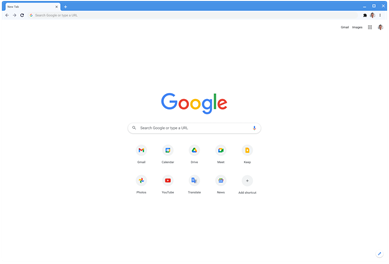 New Tab
Search Google or type a URL
Gmail Images
Google
Search Google or type a URL
Gmail Calendar Drive Meet Keep
Photos YouTube Translate News Add shortcut